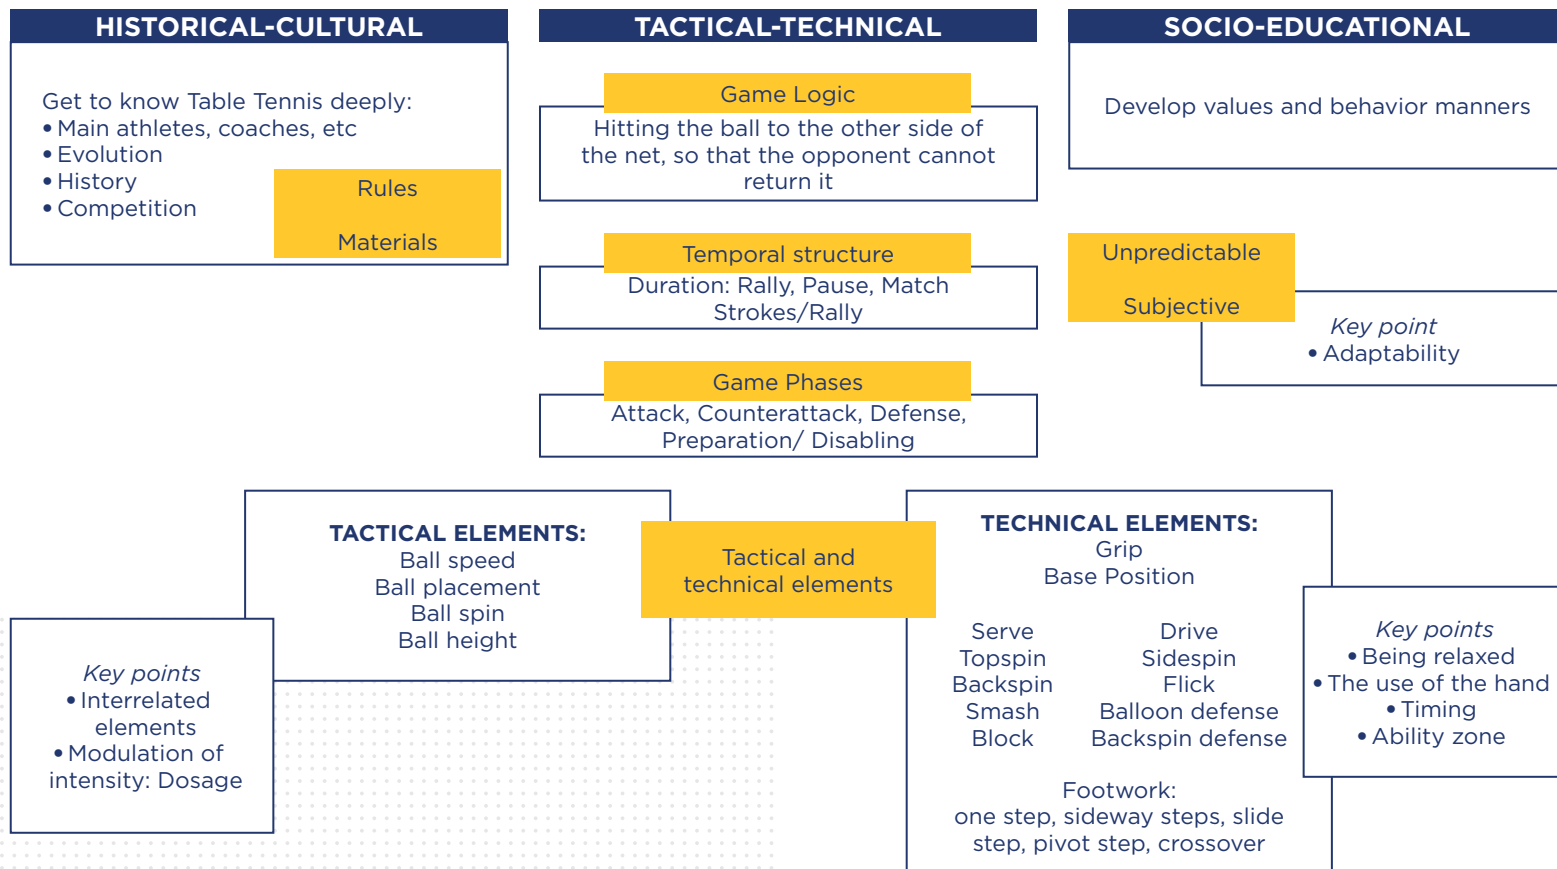 HISTORICAL-CULTURAL
Get to know Table Tennis deeply:
• Main athletes, coaches, etc
• Evolution
• History
• Competition
Rules
Materials
TACTICAL-TECHNICAL
Game Logic
Hitting the ball to the other side of
the net, so that the opponent cannot
return it
Temporal structure
Duration: Rally, Pause, Match
Strokes/Rally
Game Phases
Attack, Counterattack, Defense,
Preparation/ Disabling
SOCIO-EDUCATIONAL
Develop values and behavior manners
Unpredictable
Subjective
Key point
• Adaptability
TACTICAL ELEMENTS:
Ball speed
Ball placement
Ball spin
Ball height
Key points
• Interrelated
elements
• Modulation of
intensity: Dosage
Tactical and
technical elements
TECHNICAL ELEMENTS:
Grip
Base Position
Serve
Topspin
Backspin
Smash
Block
Drive
Sidespin
Flick
Balloon defense
Backspin defense
Footwork:
one step, sideway steps, slide
step, pivot step, crossover
Key points
• Being relaxed
• The use of the hand
• Timing
• Ability zone